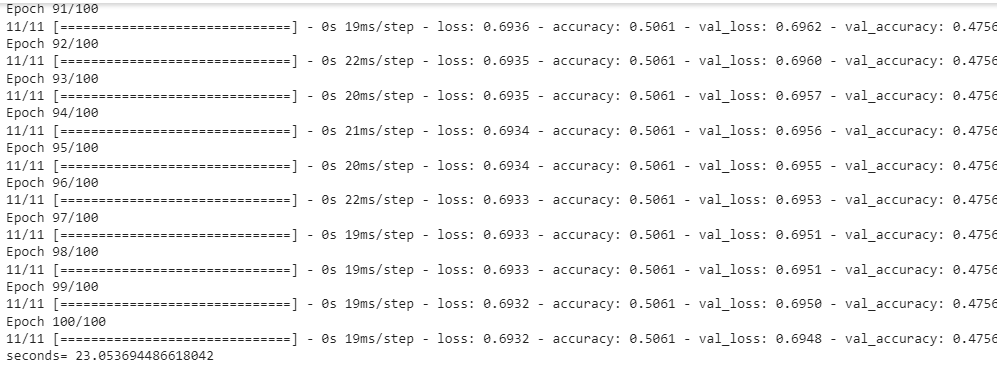 Epoch 91/100
11/11 [==============================] - 0s 19ms/step - loss: 0.6936 - accuracy: 0.5061 - val_loss: 0.6962 - val_accuracy: 0.4756
Epoch 92/100
11/11 [==============================] - 0s 22ms/step - loss: 0.6935 - accuracy: 0.5061 - val_loss: 0.6960 - val_accuracy: 0.4756
Epoch 93/100
11/11 [==============================] - 0s 20ms/step - loss: 0.6935 - accuracy: 0.5061 - val_loss: 0.6957 - val_accuracy: 0.4756
Epoch 94/100
11/11 [==============================] - 0s 21ms/step - loss: 0.6934 - accuracy: 0.5061 - val_loss: 0.6956 - val_accuracy: 0.4756
Epoch 95/100
11/11 [==============================] - 0s 20ms/step - loss: 0.6934 - accuracy: 0.5061 - val_loss: 0.6955 - val_accuracy: 0.4756
Epoch 96/100
11/11 [==============================] - 0s 22ms/step - loss: 0.6933 - accuracy: 0.5061 - val_loss: 0.6953 - val_accuracy: 0.4756
Epoch 97/100
11/11 [==============================] - 0s 19ms/step - loss: 0.6933 - accuracy: 0.5061 - val_loss: 0.6951 - val_accuracy: 0.4756
Epoch 98/100
11/11 [==============================] - 0s 19ms/step - loss: 0.6933 - accuracy: 0.5061 - val_loss: 0.6951 - val_accuracy: 0.4756
Epoch 99/100
11/11 [==============================] - 0s 19ms/step - loss: 0.6932 - accuracy: 0.5061 - val_loss: 0.6950 - val_accuracy: 0.4756
Epoch 100/100
11/11 [==============================] - 0s 19ms/step - loss: 0.6932 - accuracy: 0.5061 - val_loss: 0.6948 - val_accuracy: 0.4756
seconds= 23.053694486618042